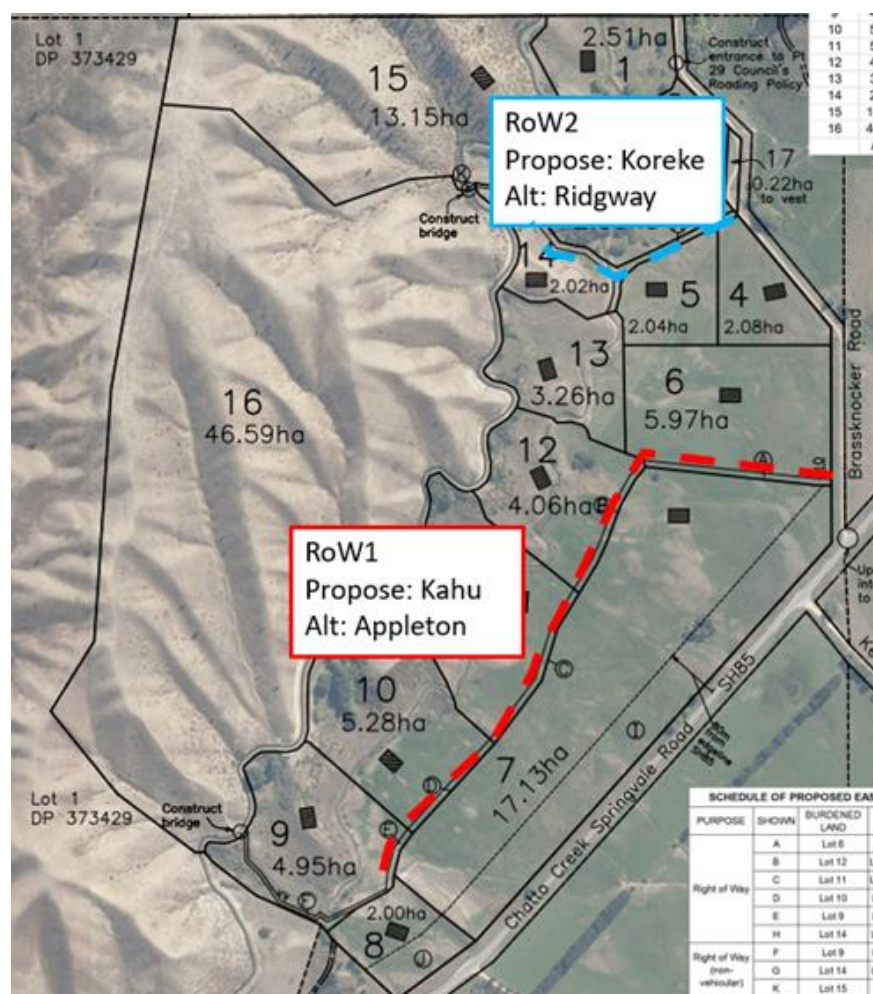 Lot 1
DP 373429
15
13.15ha
2.51ha
1
Construct
entrance to Pt
29 Council's
Roading Policy
10
11
12
13
14
15
16
RoW2
Propose: Koreke
Alt: Ridgway
17
0.22ha
to vest
K
Construct
bridge
14
2.02ha
5
2.04ha
4
2.08ha
13
3.26ha
6
5.97ha
16
46.59ha
12
4.06ha
B
A
Brassknocker Road
RoW1
Propose: Kahu
Alt: Appleton
C
10
5.28ha
7
17.13ha
I
80m
from
SH85
Chatto Creek Springvale Road SH85
D
E
Lot 1
DP 373429
Construct
bridge
9
4.95ha
F
2.00ha
8
J
SCHEDULE OF PROPOSED EAS
PURPOSE SHOWN BURDENED LAND
Right of Way
A Lot 6
B Lot 12
C Lot 11
D Lot 10
E Lot 9
H Lot 14
Right of Way
(non-
vehicular)
F Lot 9
G Lot 14
K Lot 15